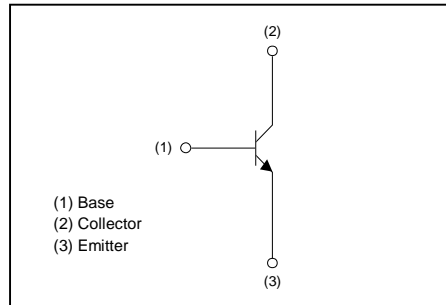 (2)
(1)
(1) Base
(2) Collector
(3) Emitter
(3)